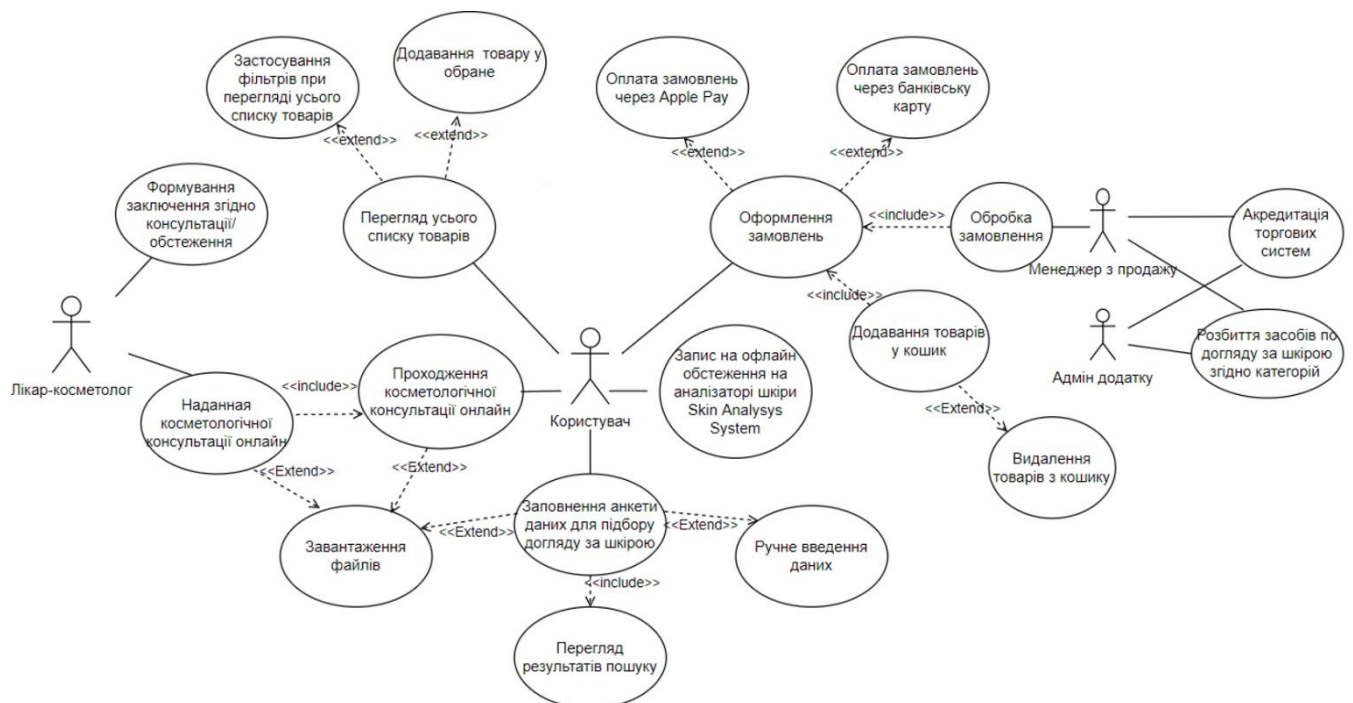 Застосування
фільтрів при
перегляді усього
списку товарів
Додавання товару у
обране
Оплата замовлень
через Apple Pay
Оплата замовлень
через банківську
карту
<<extend>>
<<extend>>
<<extend>>
<<extend>>
Формування
заключення згідно
консультації/
обстеження
Перегляд усього
списку товарів
Оформлення
замовлень
<<include>>
Обробка
замовлення
Менеджер з продажу
Акредитація
торгових
систем
<<include>>
Лікар-косметолог
Наданная
косметологічної
консультації онлайн
<<include>>
Проходження
косметологічної
консультації онлайн
Користувач
Запис на офлайн
обстеження на
аналізаторі шкіри
Skin Analysys
System
Додавання товарів
у кошик
Адмін додатку
Розбиття засобів по
догляду за шкірою
згідно категорій
<<Extend>>
Видалення
товарів з кошику
<<Extend>>
<<Extend>>
Завантаження
файлів
<<Extend>>
Заповнення анкети
даних для підбору
догляду за шкірою
<<Extend>>
Ручне введення
даних
<<include>>
Перегляд
результатів пошуку